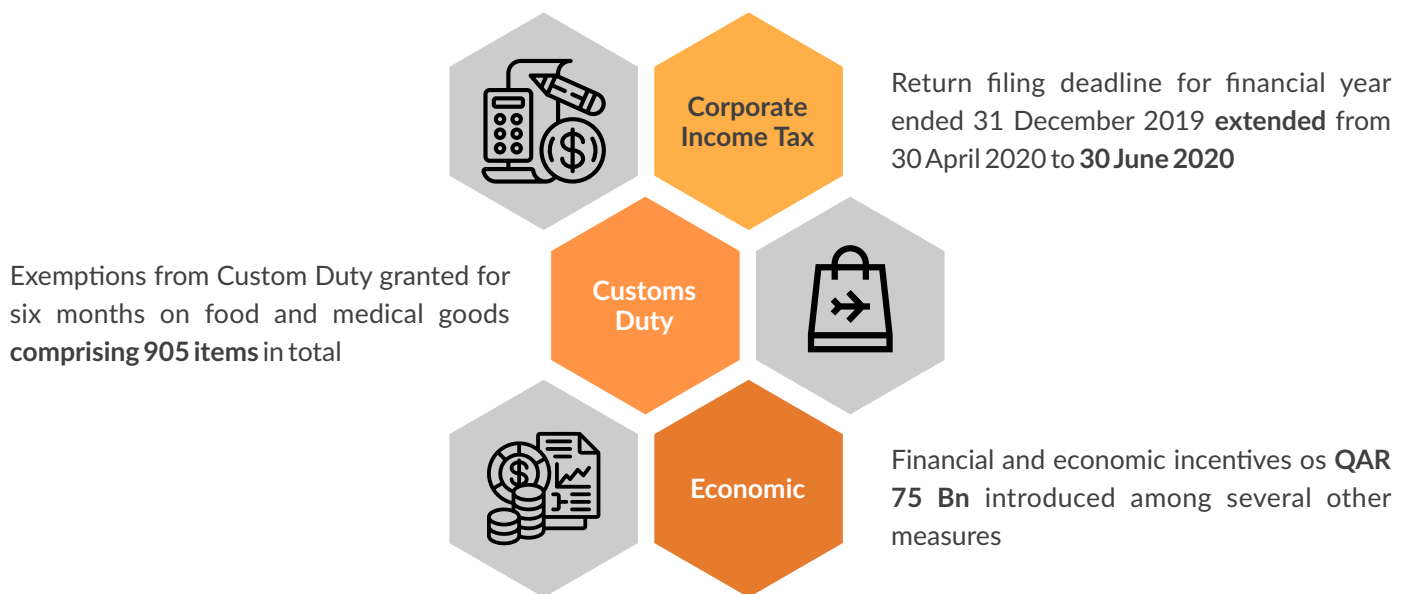 Corporate
Income Tax
Return filing deadline for financial year
ended 31 December 2019 extended from
30 April 2020 to 30 June 2020
Exemptions from Custom Duty granted for
six months on food and medical goods
comprising 905 items in total
Customs
Duty
Economic
Financial and economic incentives os QAR
75 Bn introduced among several other
measures